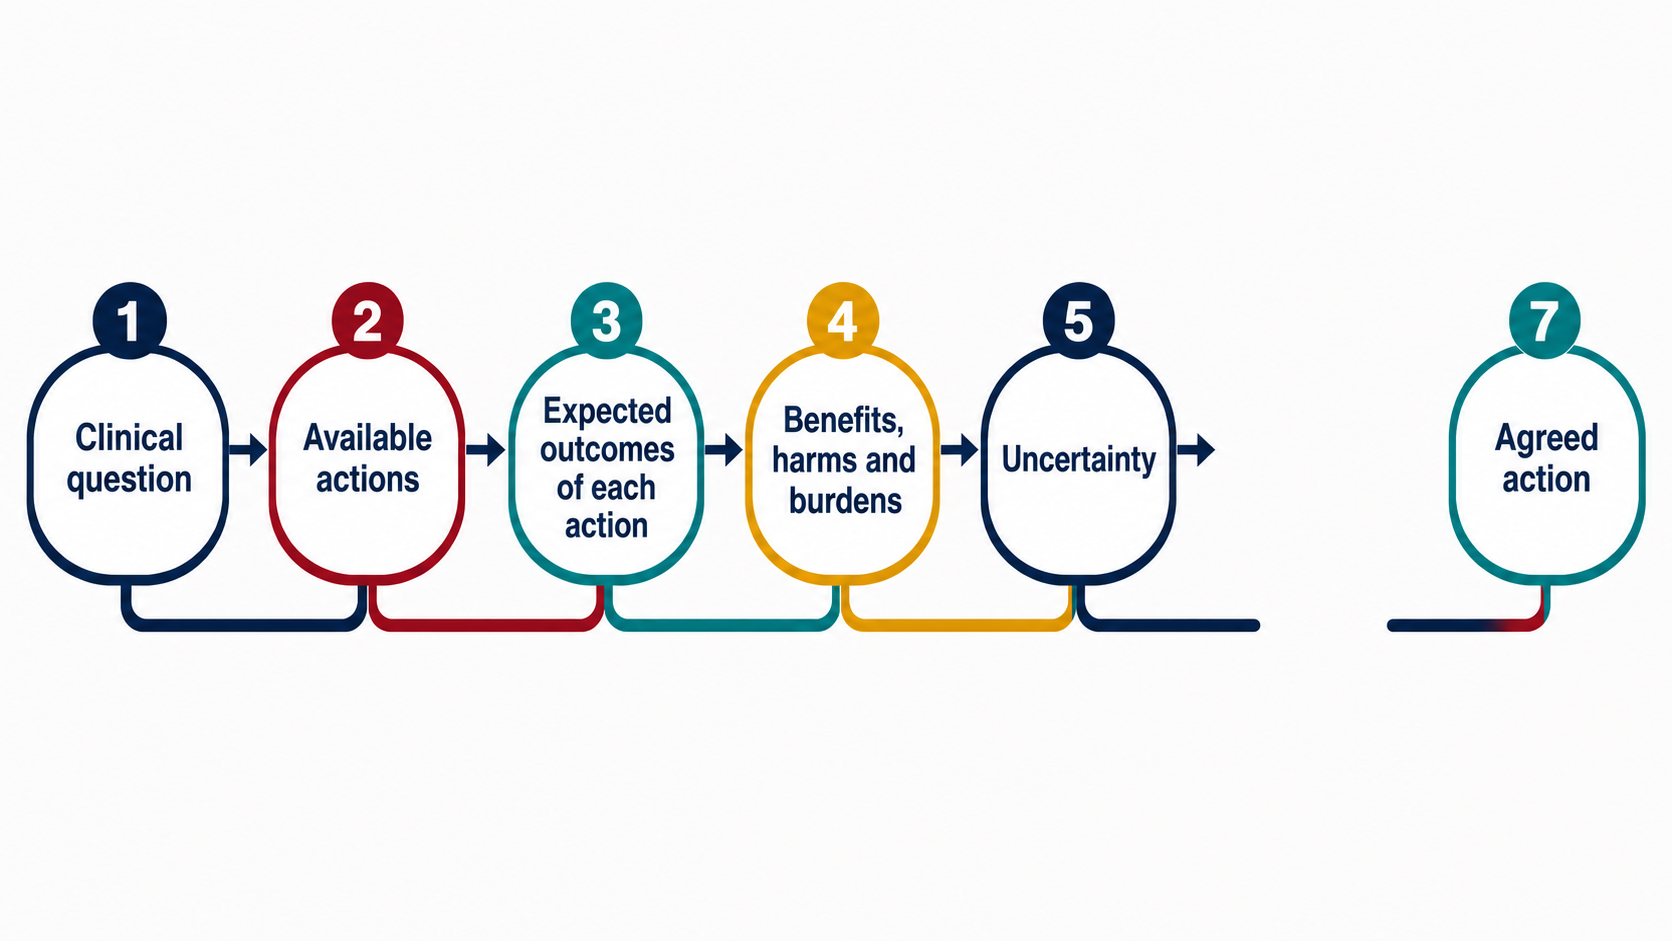 1
Clinical
question
2
Available
actions
3
Expected
outcomes
of each
action
4
Benefits,
harms and
burdens
5
Uncertainty
7
Agreed
action